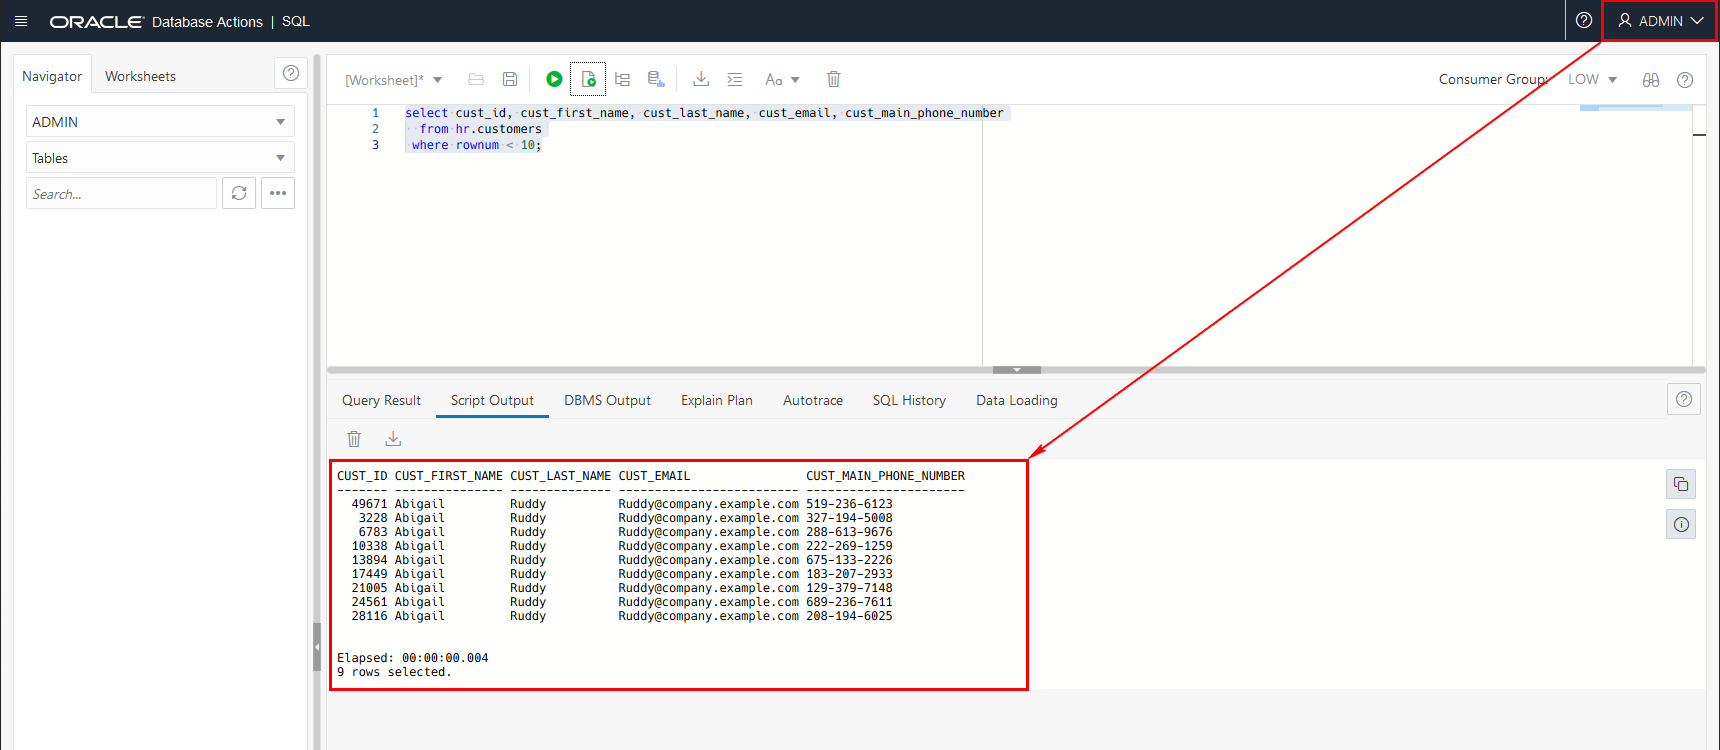 ORACLE Database Actions | SQL
ADMIN
Navigator
Worksheets
[Worksheet]*
Aa
Consumer Group:
LOW
ADMIN
Tables
Search...
1 select cust_id, cust_first_name, cust_last_name, cust_email, cust_main_phone_number
2 from hr.customers
3 where rownum < 10;
Query Result
Script Output
DBMS Output
Explain Plan
Autotrace
SQL History
Data Loading
CUST_ID CUST_FIRST_NAME CUST_LAST_NAME CUST_EMAIL CUST_MAIN_PHONE_NUMBER
------- --------------- -------------- ------------------------- ----------------------
49671 Abigail Ruddy Ruddy@company.example.com 519-236-6123
3228 Abigail Ruddy Ruddy@company.example.com 327-194-5008
6783 Abigail Ruddy Ruddy@company.example.com 288-613-9676
10338 Abigail Ruddy Ruddy@company.example.com 222-269-1259
13894 Abigail Ruddy Ruddy@company.example.com 675-133-2226
17449 Abigail Ruddy Ruddy@company.example.com 183-207-2933
21005 Abigail Ruddy Ruddy@company.example.com 129-379-7148
24561 Abigail Ruddy Ruddy@company.example.com 689-236-7611
28116 Abigail Ruddy Ruddy@company.example.com 208-194-6025
Elapsed: 00:00:00.004
9 rows selected.